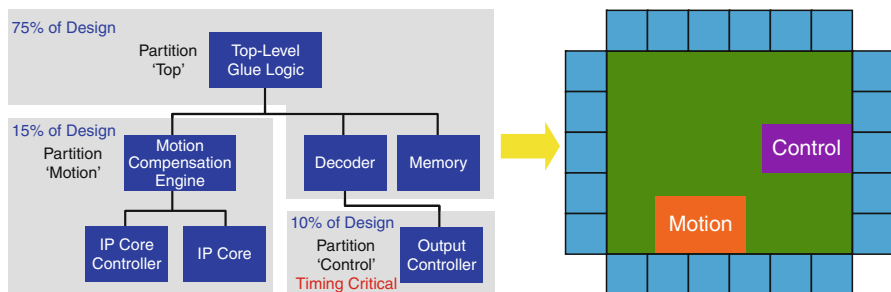 75% of Design
Partition
'Top'
Top-Level
Glue Logic
15% of Design
Partition
'Motion'
Motion
Compensation
Engine
Decoder
Memory
IP Core
Controller
IP Core
10% of Design
Partition
'Control'
Timing Critical
Output
Controller
Control
Motion